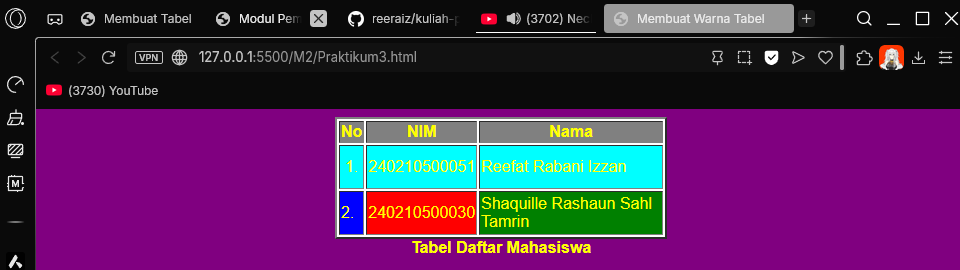 Membuat Tabel
Modul Pem
reeraiz/kuliah-p
(3702) Nec
Membuat Warna Tabel
VPN
127.0.0.1:5500/M2/Praktikum3.html
(3730) YouTube
M
No NIM Nama
1. 240210500051 Reefat Rabani Izzan
2. 240210500030 Shaquille Rashaun Sahl
Tamrin
Tabel Daftar Mahasiswa